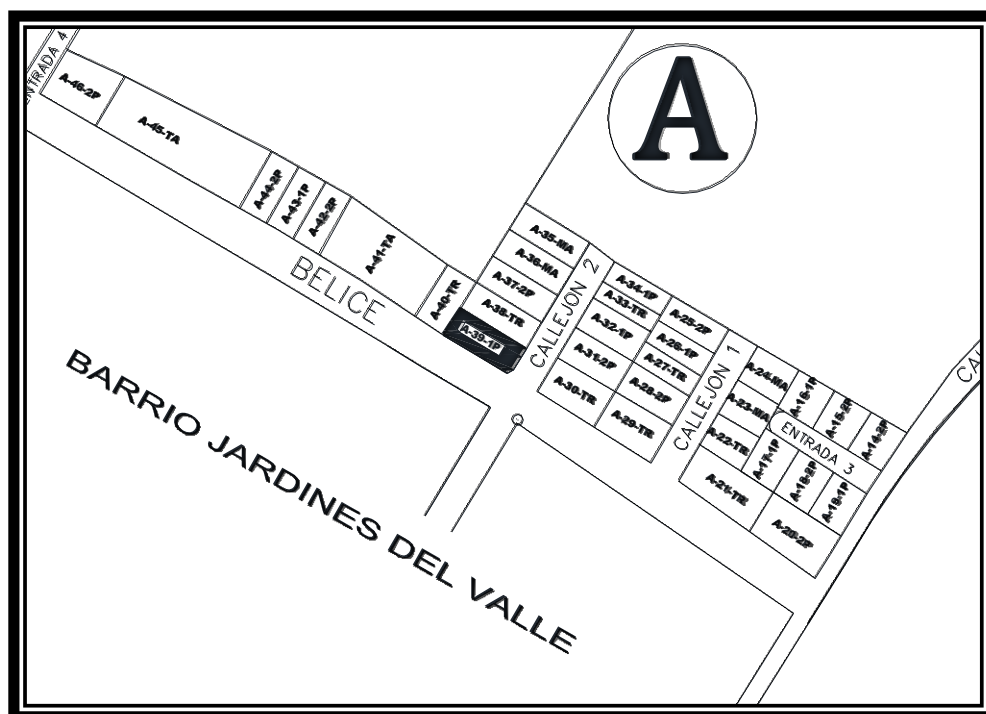 A
ENTRADA 4
A-46-2P
A-45-TA
A-44-2P
A-43-1P
A-42-2P
A-41-TA
A-40-TR
BELICE
A-35-MA
A-36-MA
A-37-2P
A-38-TR
A-39-1P
CALLEJON 2
A-34-1P
A-33-TR
A-32-1P
A-31-2P
A-30-TR
A-25-2P
A-26-1P
A-27-TR
A-28-2P
A-29-TR
CALLEJON 1
A-24-MA
A-23-MA
A-22-TR
A-21-TR
A-16-1P
A-15-2P
A-14-2P
ENTRADA 3
A-17-1P
A-18-2P
A-19-1P
A-20-2P
CA
BARRIO JARDINES DEL VALLE